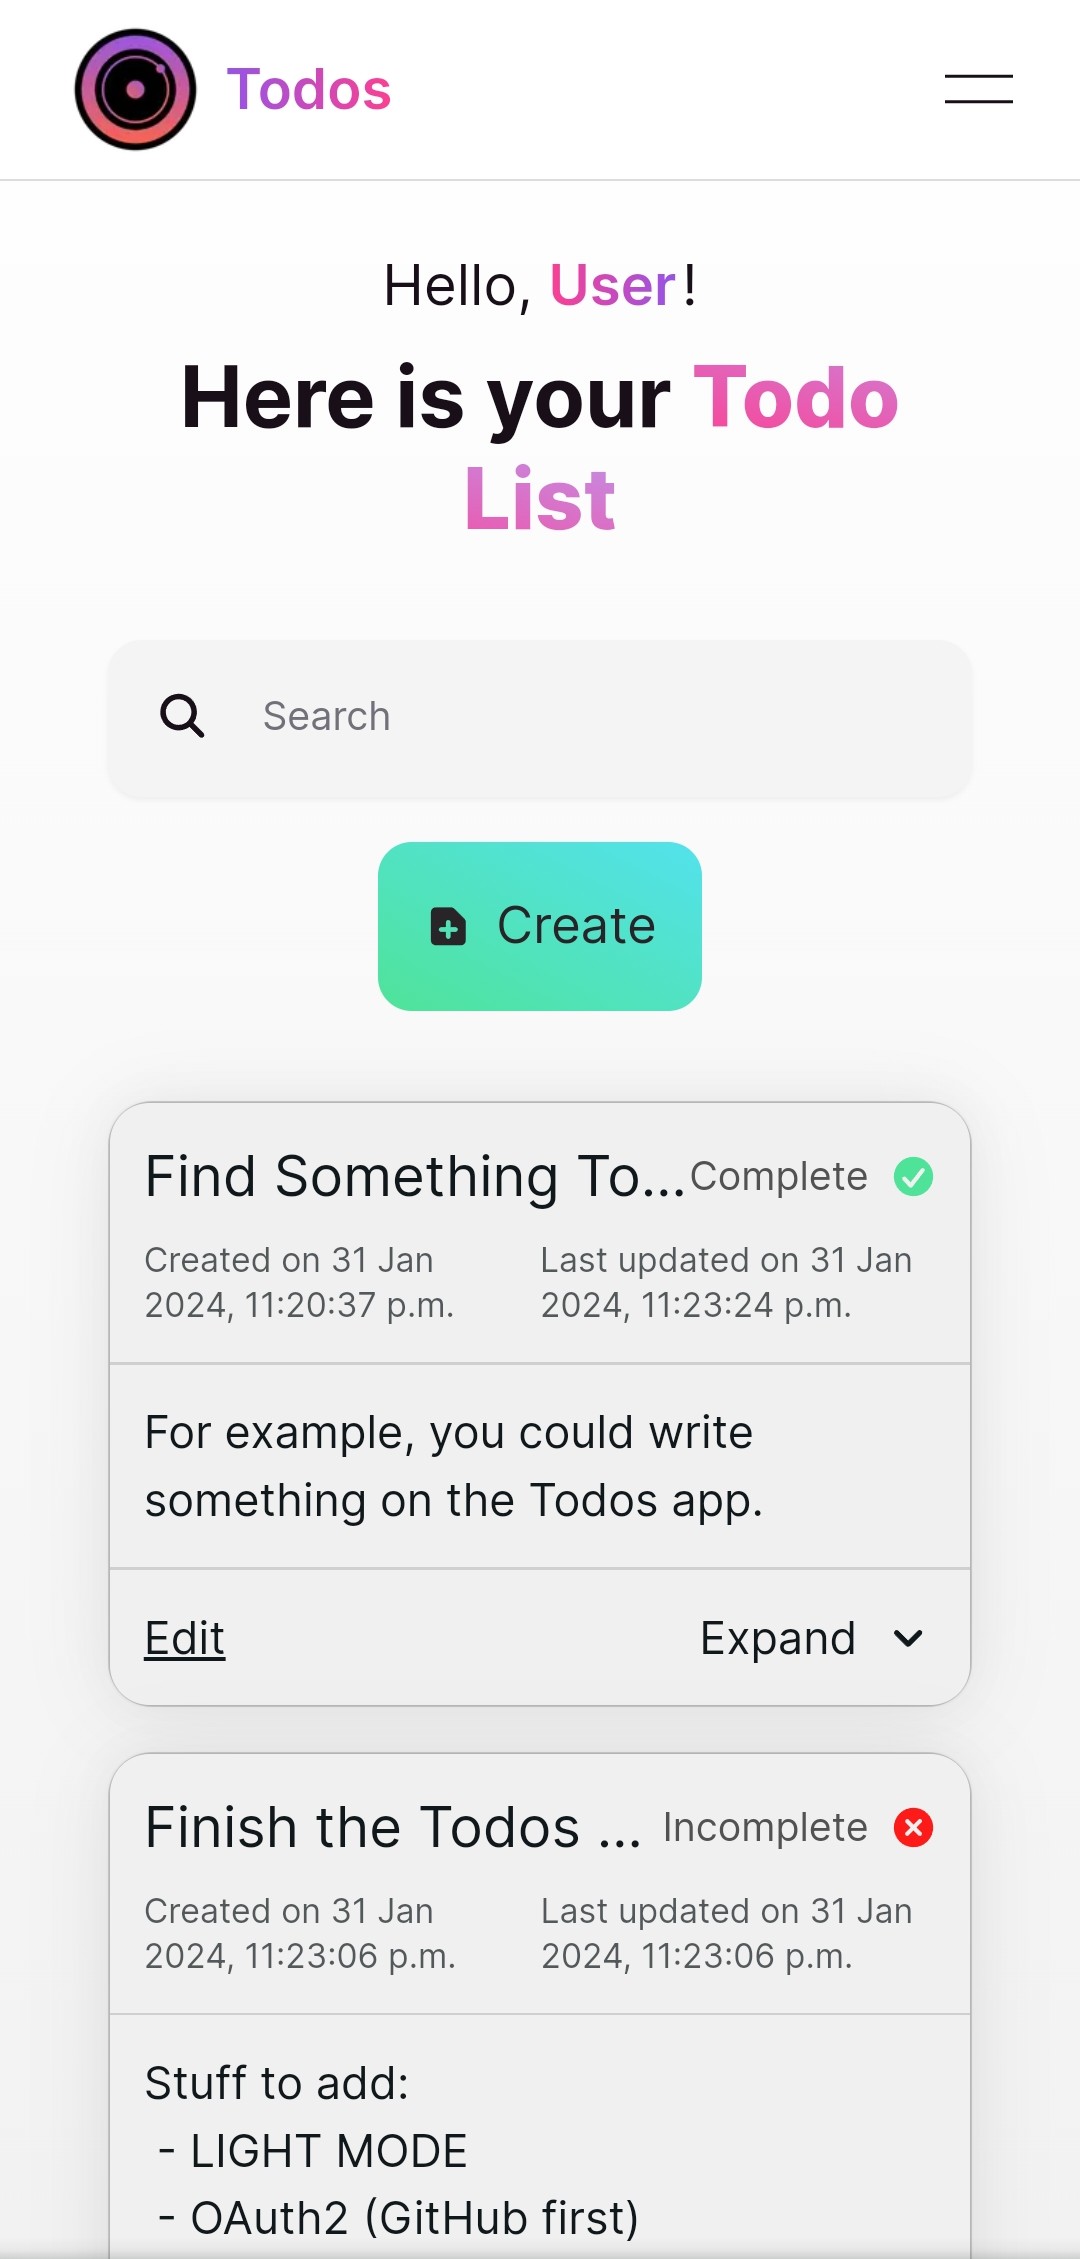 Todos
Hello, User!
Here is your Todo
List
Search
Create
Find Something To... Complete
Created on 31 Jan
2024, 11:20:37 p.m.
Last updated on 31 Jan
2024, 11:23:24 p.m.
For example, you could write
something on the Todos app.
Edit
Expand
Finish the Todos ... Incomplete
Created on 31 Jan
2024, 11:23:06 p.m.
Last updated on 31 Jan
2024, 11:23:06 p.m.
Stuff to add:
- LIGHT MODE
- OAuth2 (GitHub first)